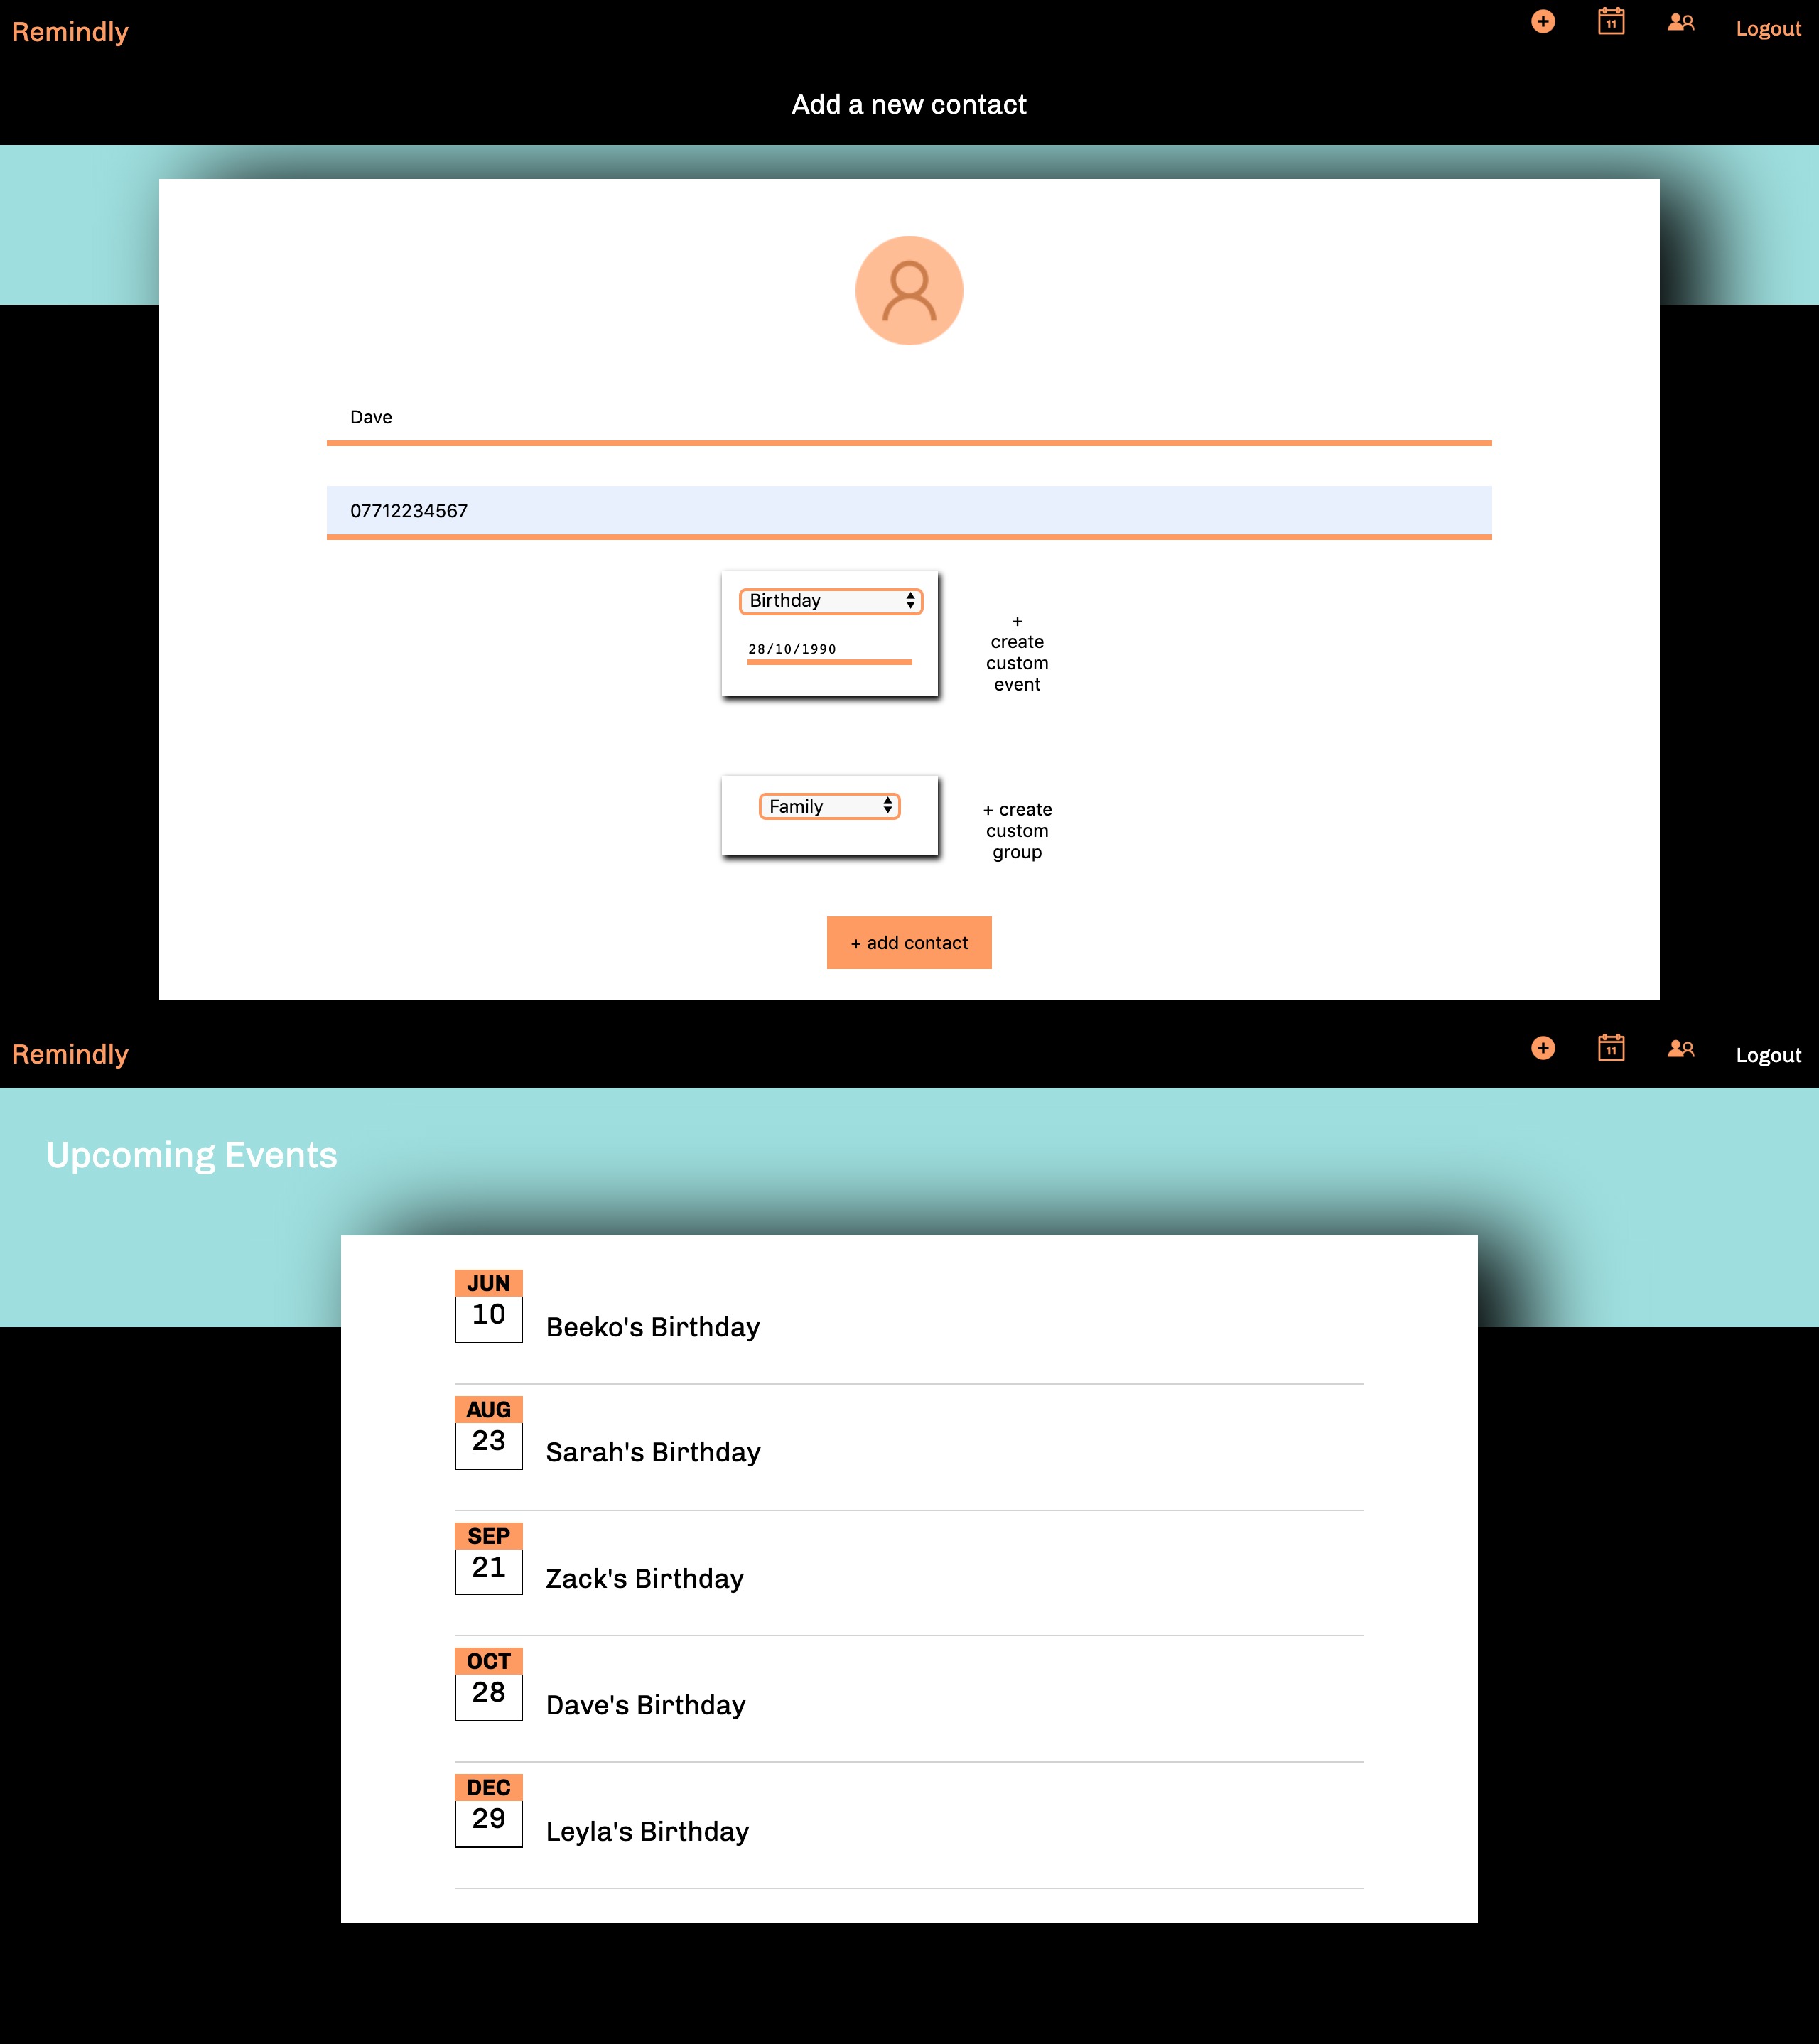 Remindly
11
Logout
Add a new contact
Dave
07712234567
Birthday
28/10/1990
+
create
custom
event
Family
+ create
custom
group
+ add contact
Remindly
11
Logout
Upcoming Events
JUN
10
Beeko's Birthday
AUG
23
Sarah's Birthday
SEP
21
Zack's Birthday
OCT
28
Dave's Birthday
DEC
29
Leyla's Birthday